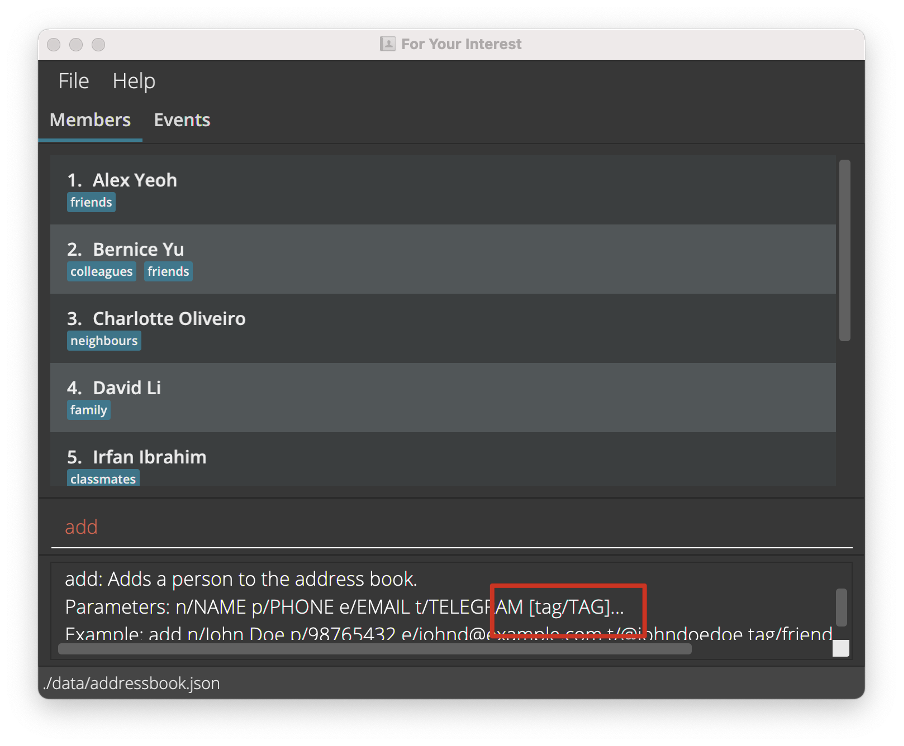 For Your Interest
File Help
Members Events
1. Alex Yeoh
friends
2. Bernice Yu
colleagues friends
3. Charlotte Oliveiro
neighbours
4. David Li
family
5. Irfan Ibrahim
classmates
add
add: Adds a person to the address book.
Parameters: n/NAME p/PHONE e/EMAIL t/TELEGRAM [tag/TAG]...
Example: add n/John Doe p/98765432 e/johnd@example.com t/@johndoedoe tag/friend
./data/addressbook.json